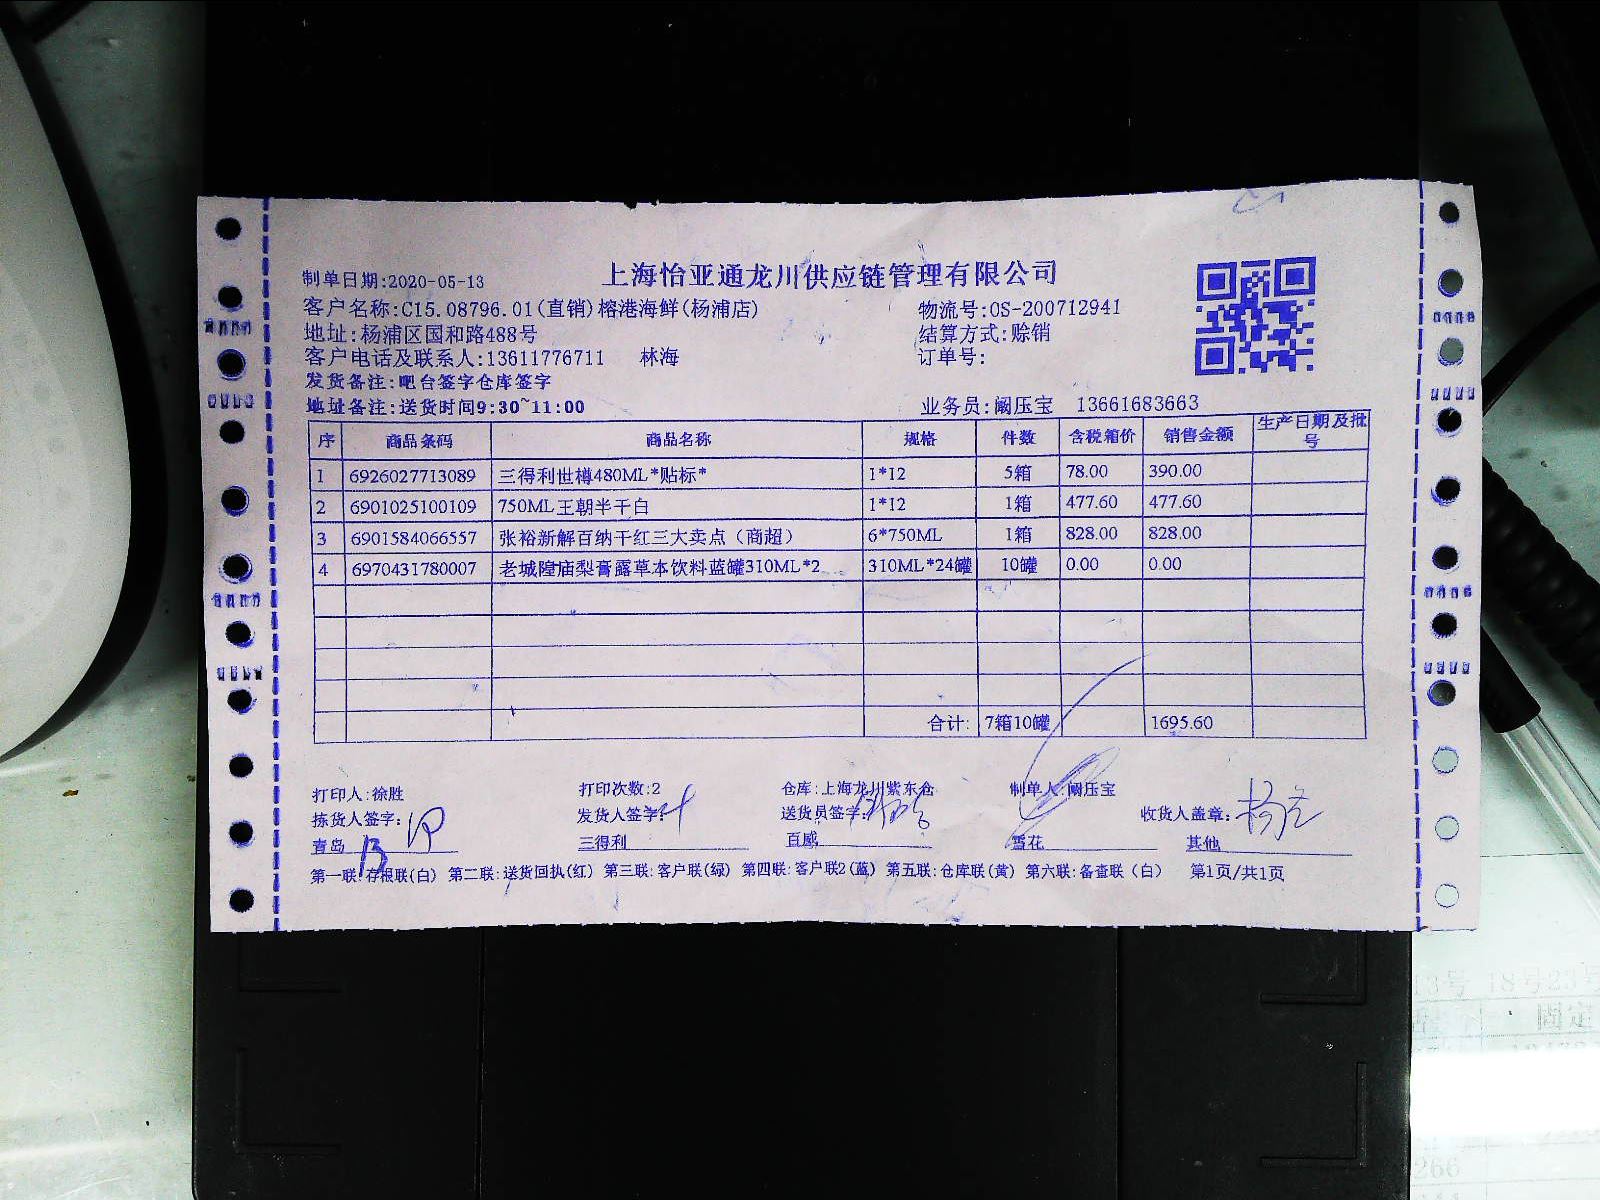 上海怡亚通龙川供应链管理有限公司
制单日期:2020-05-13
客户名称:C15.08796.01(直销)榕港海鲜(杨浦店) 物流号:OS-200712941
地址:杨浦区国和路488号 结算方式:赊销
客户电话及联系人:13611776711 林海 订单号:
发货备注:吧台签字仓库签字
地址备注:送货时间9:30~11:00 业务员:阚压宝 13661683663
序 商品条码 商品名称 规格 件数 含税箱价 销售金额 生产日期及批号
1 6926027713089 三得利世樽480ML*贴标* 1*12 5箱 78.00 390.00
2 6901025100109 750ML王朝半干白 1*12 1箱 477.60 477.60
3 6901584066557 张裕新解百纳干红三大卖点（商超） 6*750ML 1箱 828.00 828.00
4 6970431780007 老城隍庙梨膏露草本饮料蓝罐310ML*2 310ML*24罐 10罐 0.00 0.00
合计: 7箱10罐 1695.60
打印人:徐胜 打印次数:2 仓库:上海龙川紫东仓 制单人:阚压宝
拣货人签字: 发货人签字: 送货员签字: 收货人盖章:
青岛 三得利 百威 雪花 其他
第一联:存根联(白) 第二联:送货回执(红) 第三联:客户联(绿) 第四联:客户联2(蓝) 第五联:仓库联(黄) 第六联:备查联（白） 第1页/共1页
13号 18号23号
固定
266